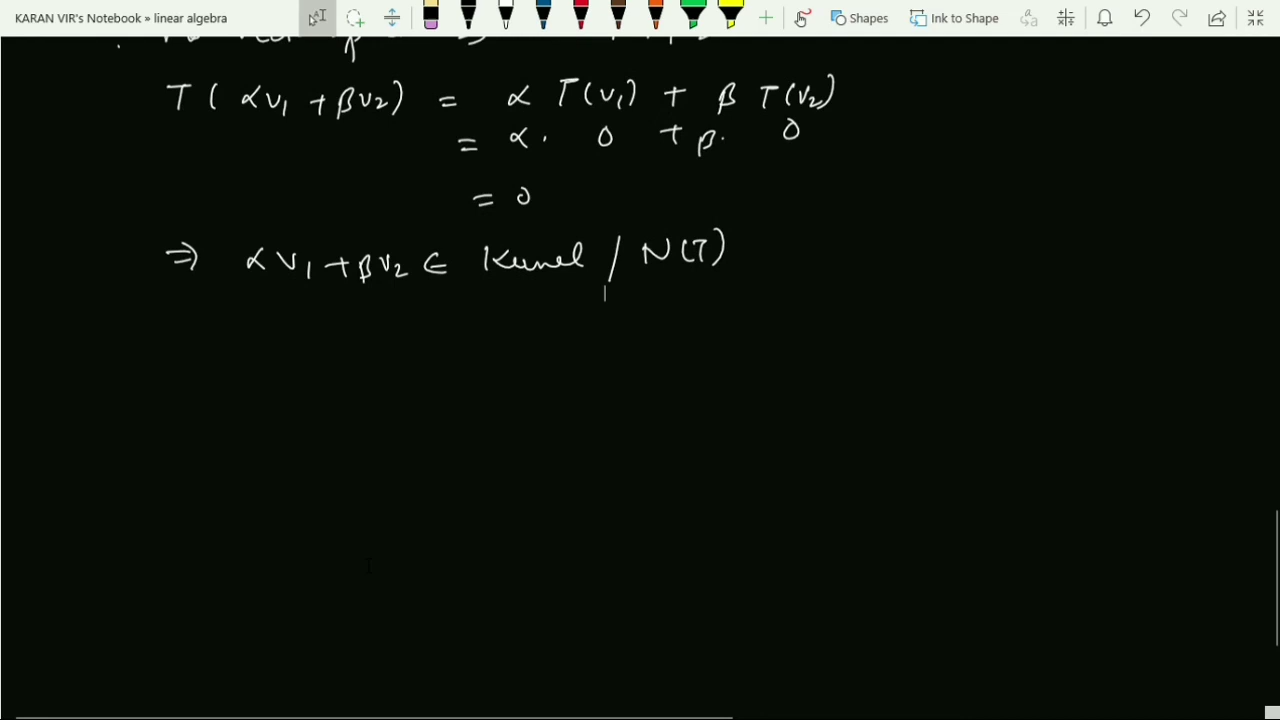 KARAN VIR's Notebook » linear algebra
Shapes
Ink to Shape
T ( αv₁ + βv₂ ) = α T(v₁) + β T(v₂)
= α · 0 + β · 0
= 0
⇒ αv₁ + βv₂ ∈ Kernel / N(T)